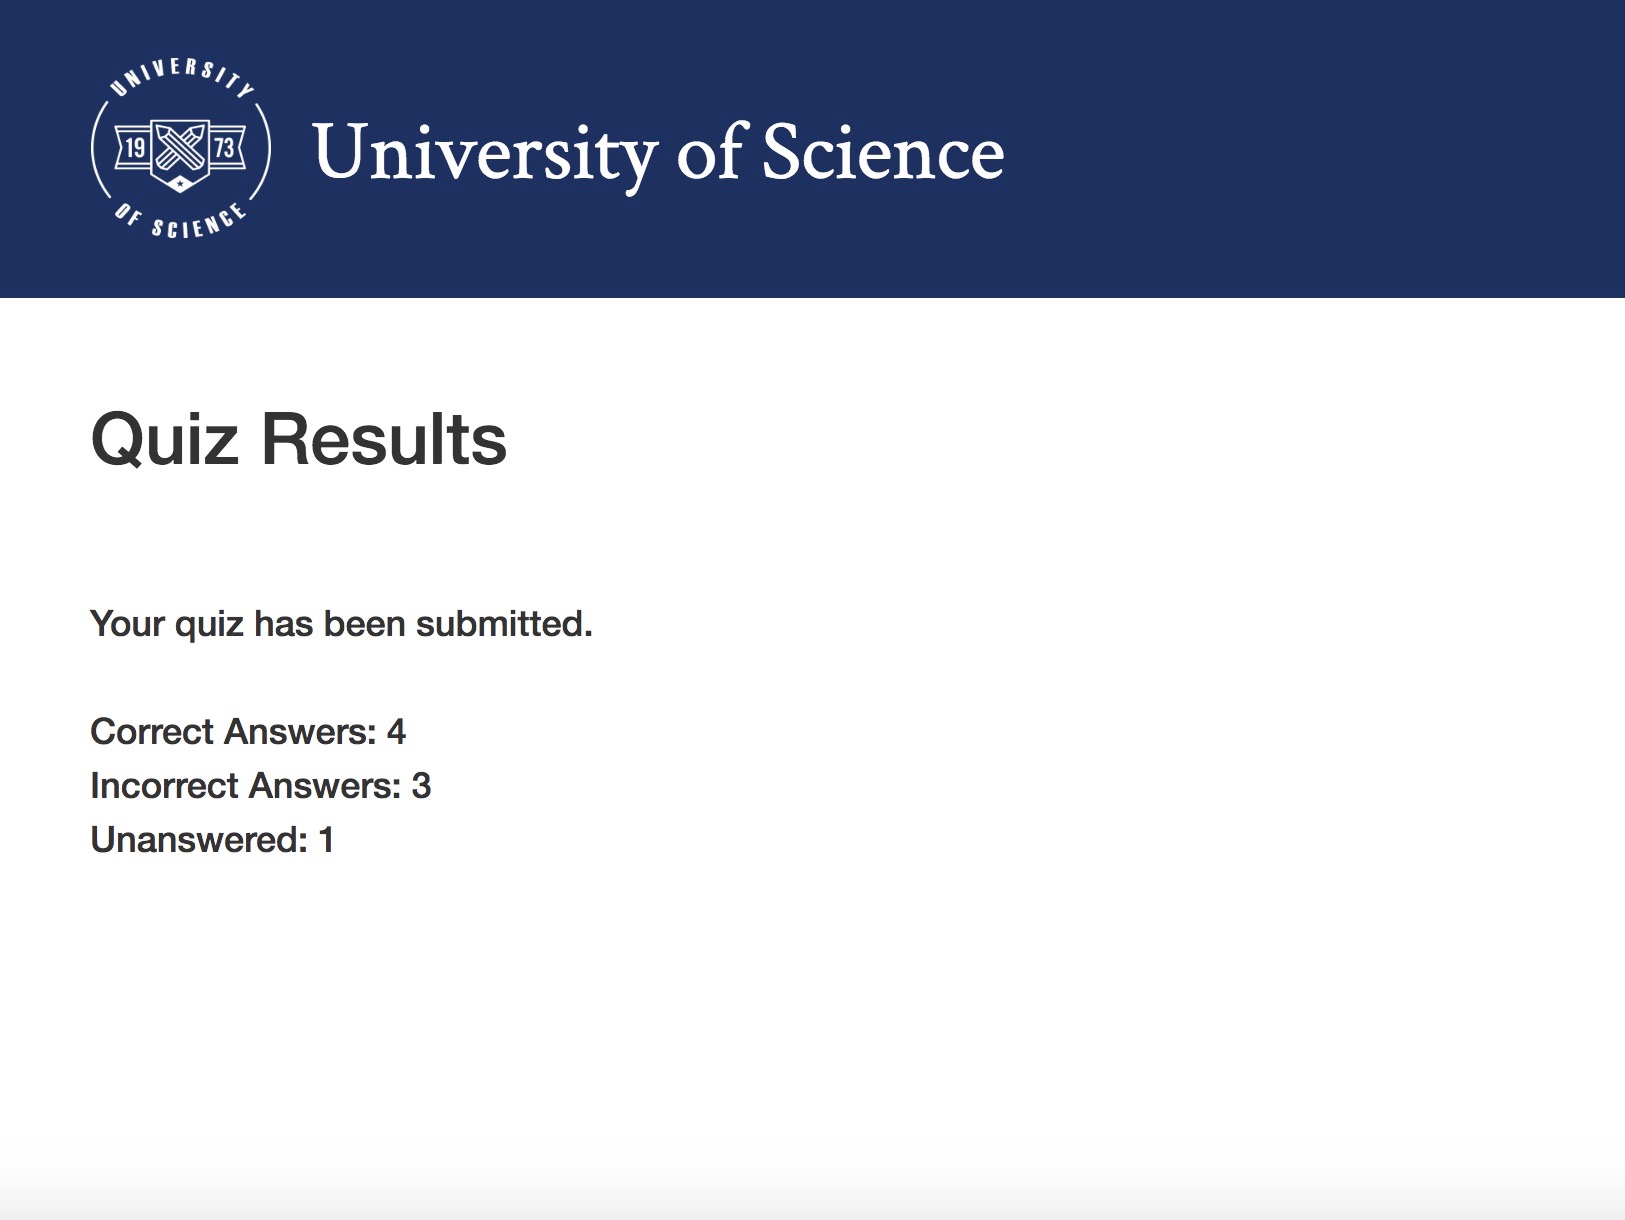 UNIVERSITY
19 73
OF SCIENCE
University of Science
Quiz Results
Your quiz has been submitted.
Correct Answers: 4
Incorrect Answers: 3
Unanswered: 1